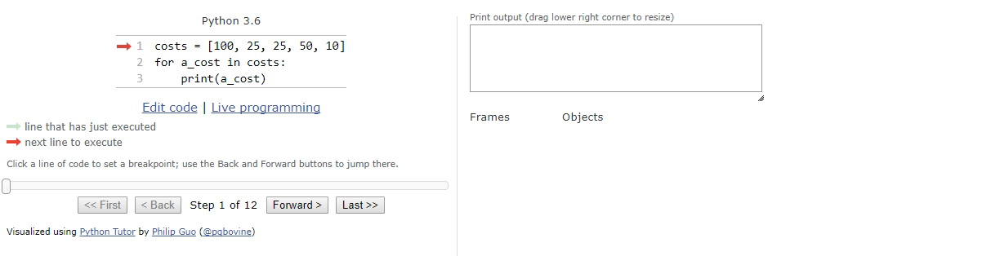 Python 3.6
1 costs = [100, 25, 25, 50, 10]
2 for a_cost in costs:
3     print(a_cost)
Edit code | Live programming
line that has just executed
next line to execute
Click a line of code to set a breakpoint; use the Back and Forward buttons to jump there.
<< First < Back Step 1 of 12 Forward > Last >>
Visualized using Python Tutor by Philip Guo (@pgbovine)
Print output (drag lower right corner to resize)
Frames Objects